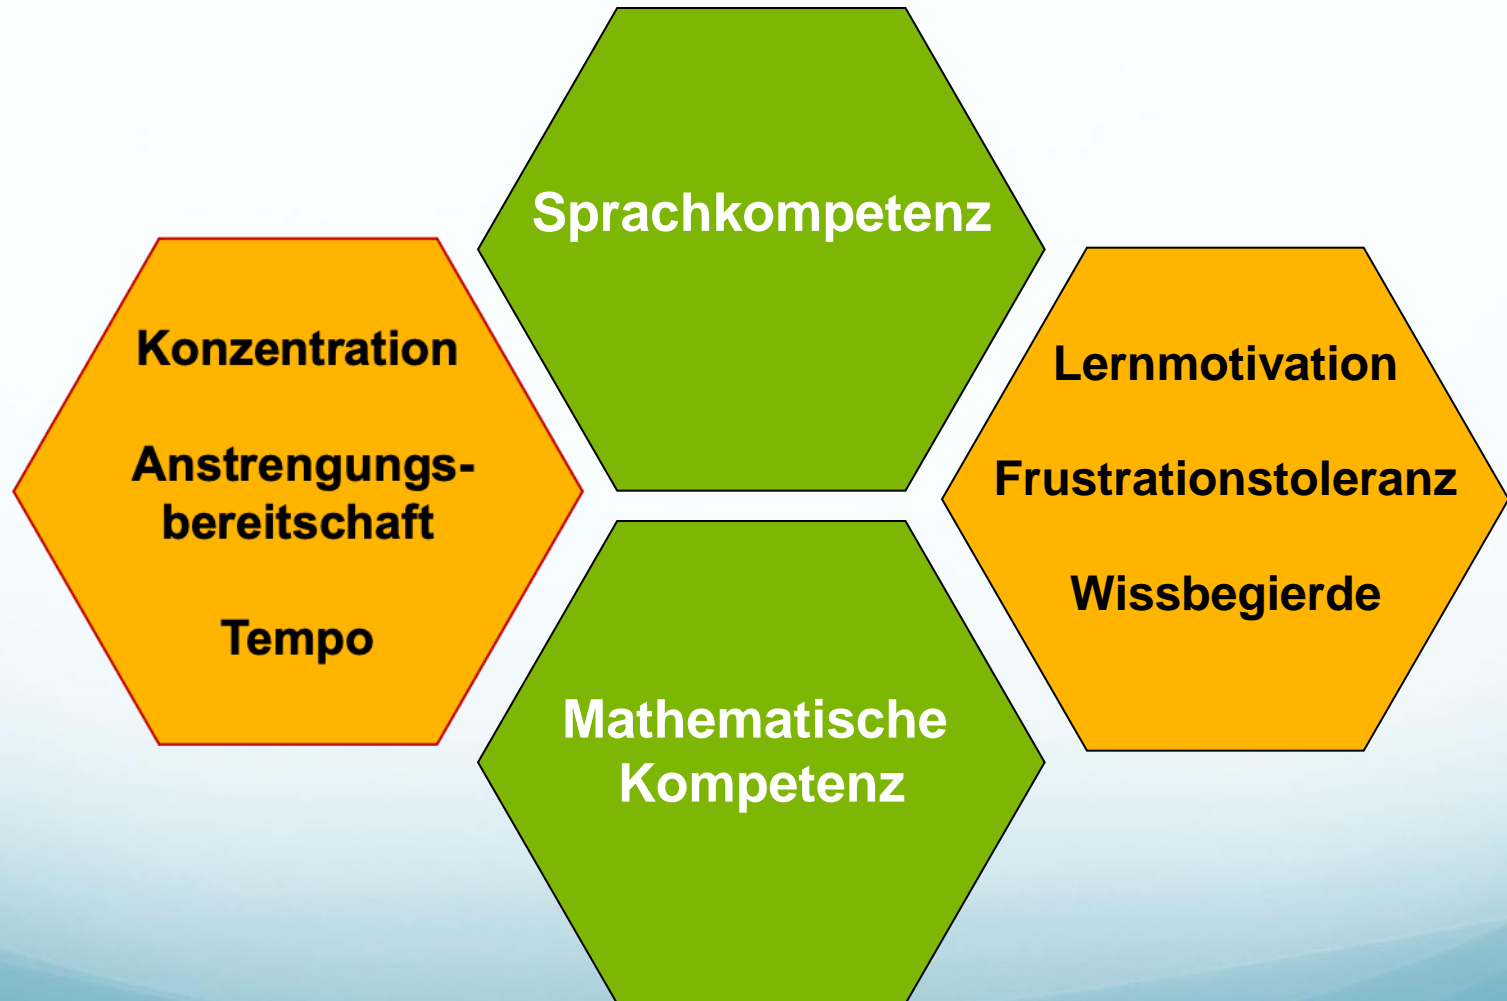 Sprachkompetenz
Konzentration
Anstrengungs-
bereitschaft
Tempo
Lernmotivation
Frustrationstoleranz
Wissbegierde
Mathematische
Kompetenz